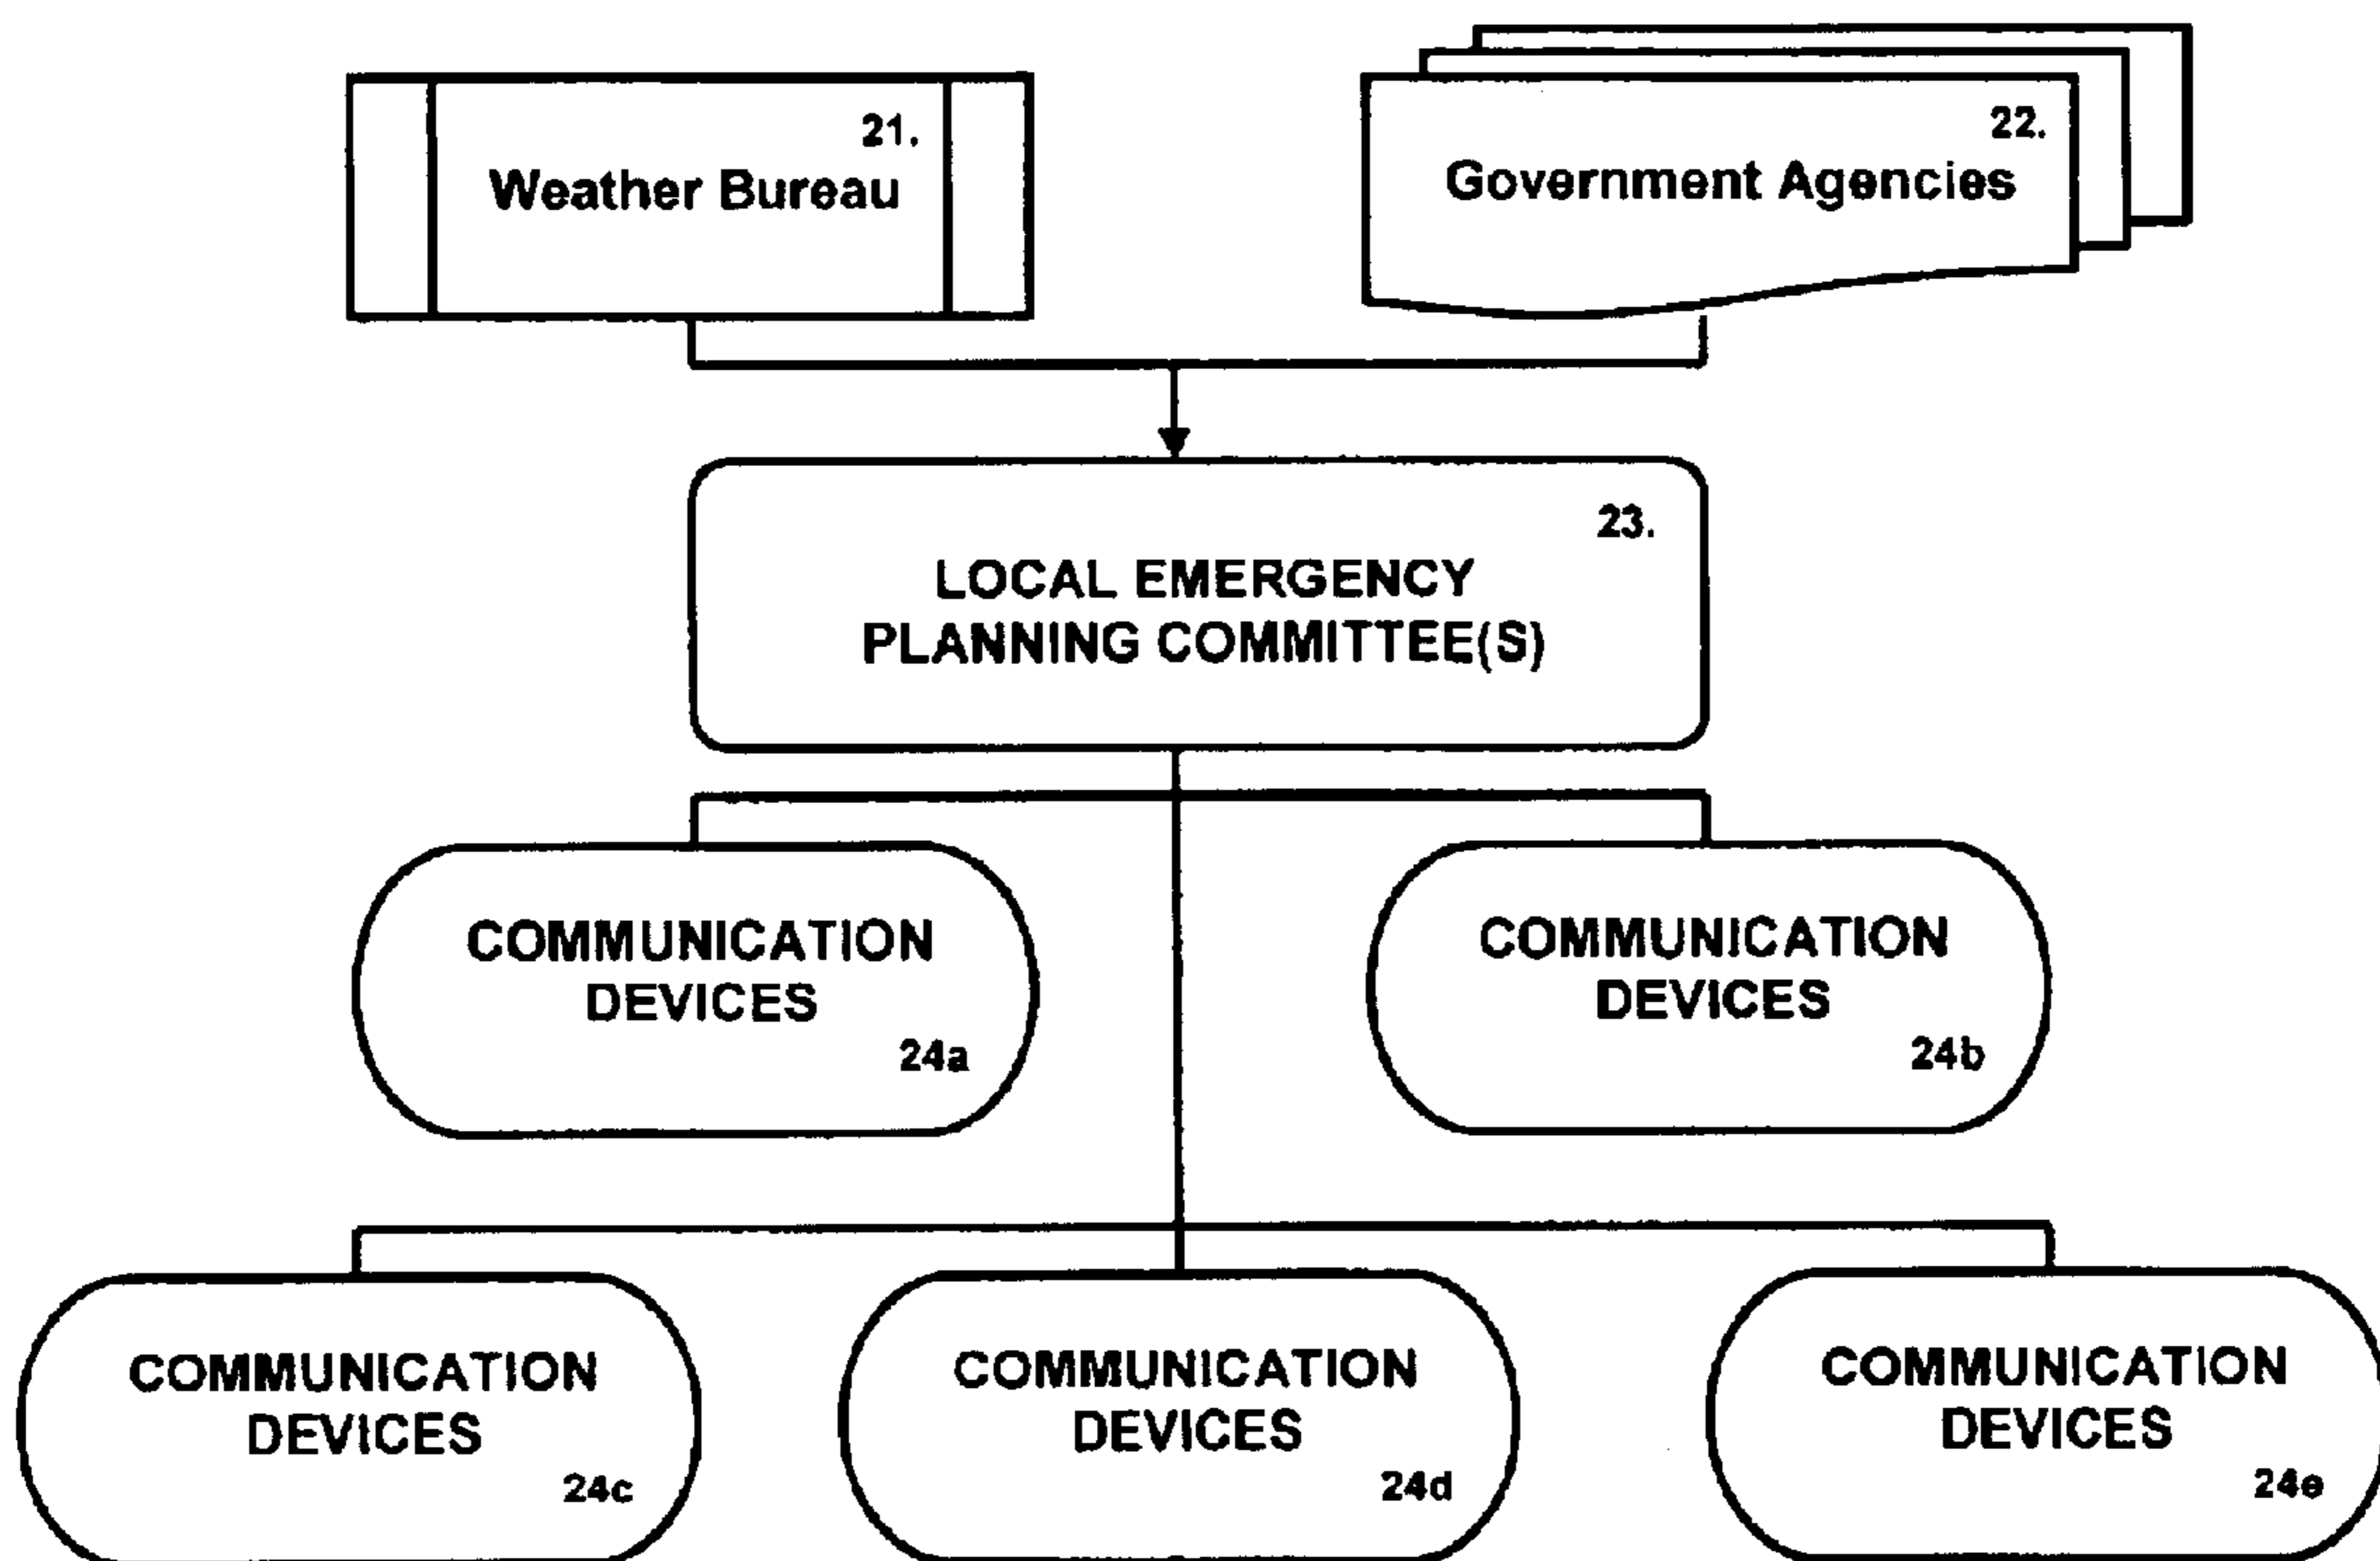 21.
Weather Bureau
22.
Government Agencies
23.
LOCAL EMERGENCY
PLANNING COMMITTEE(S)
COMMUNICATION
DEVICES
24a
COMMUNICATION
DEVICES
24b
COMMUNICATION
DEVICES
24c
COMMUNICATION
DEVICES
24d
COMMUNICATION
DEVICES
24e